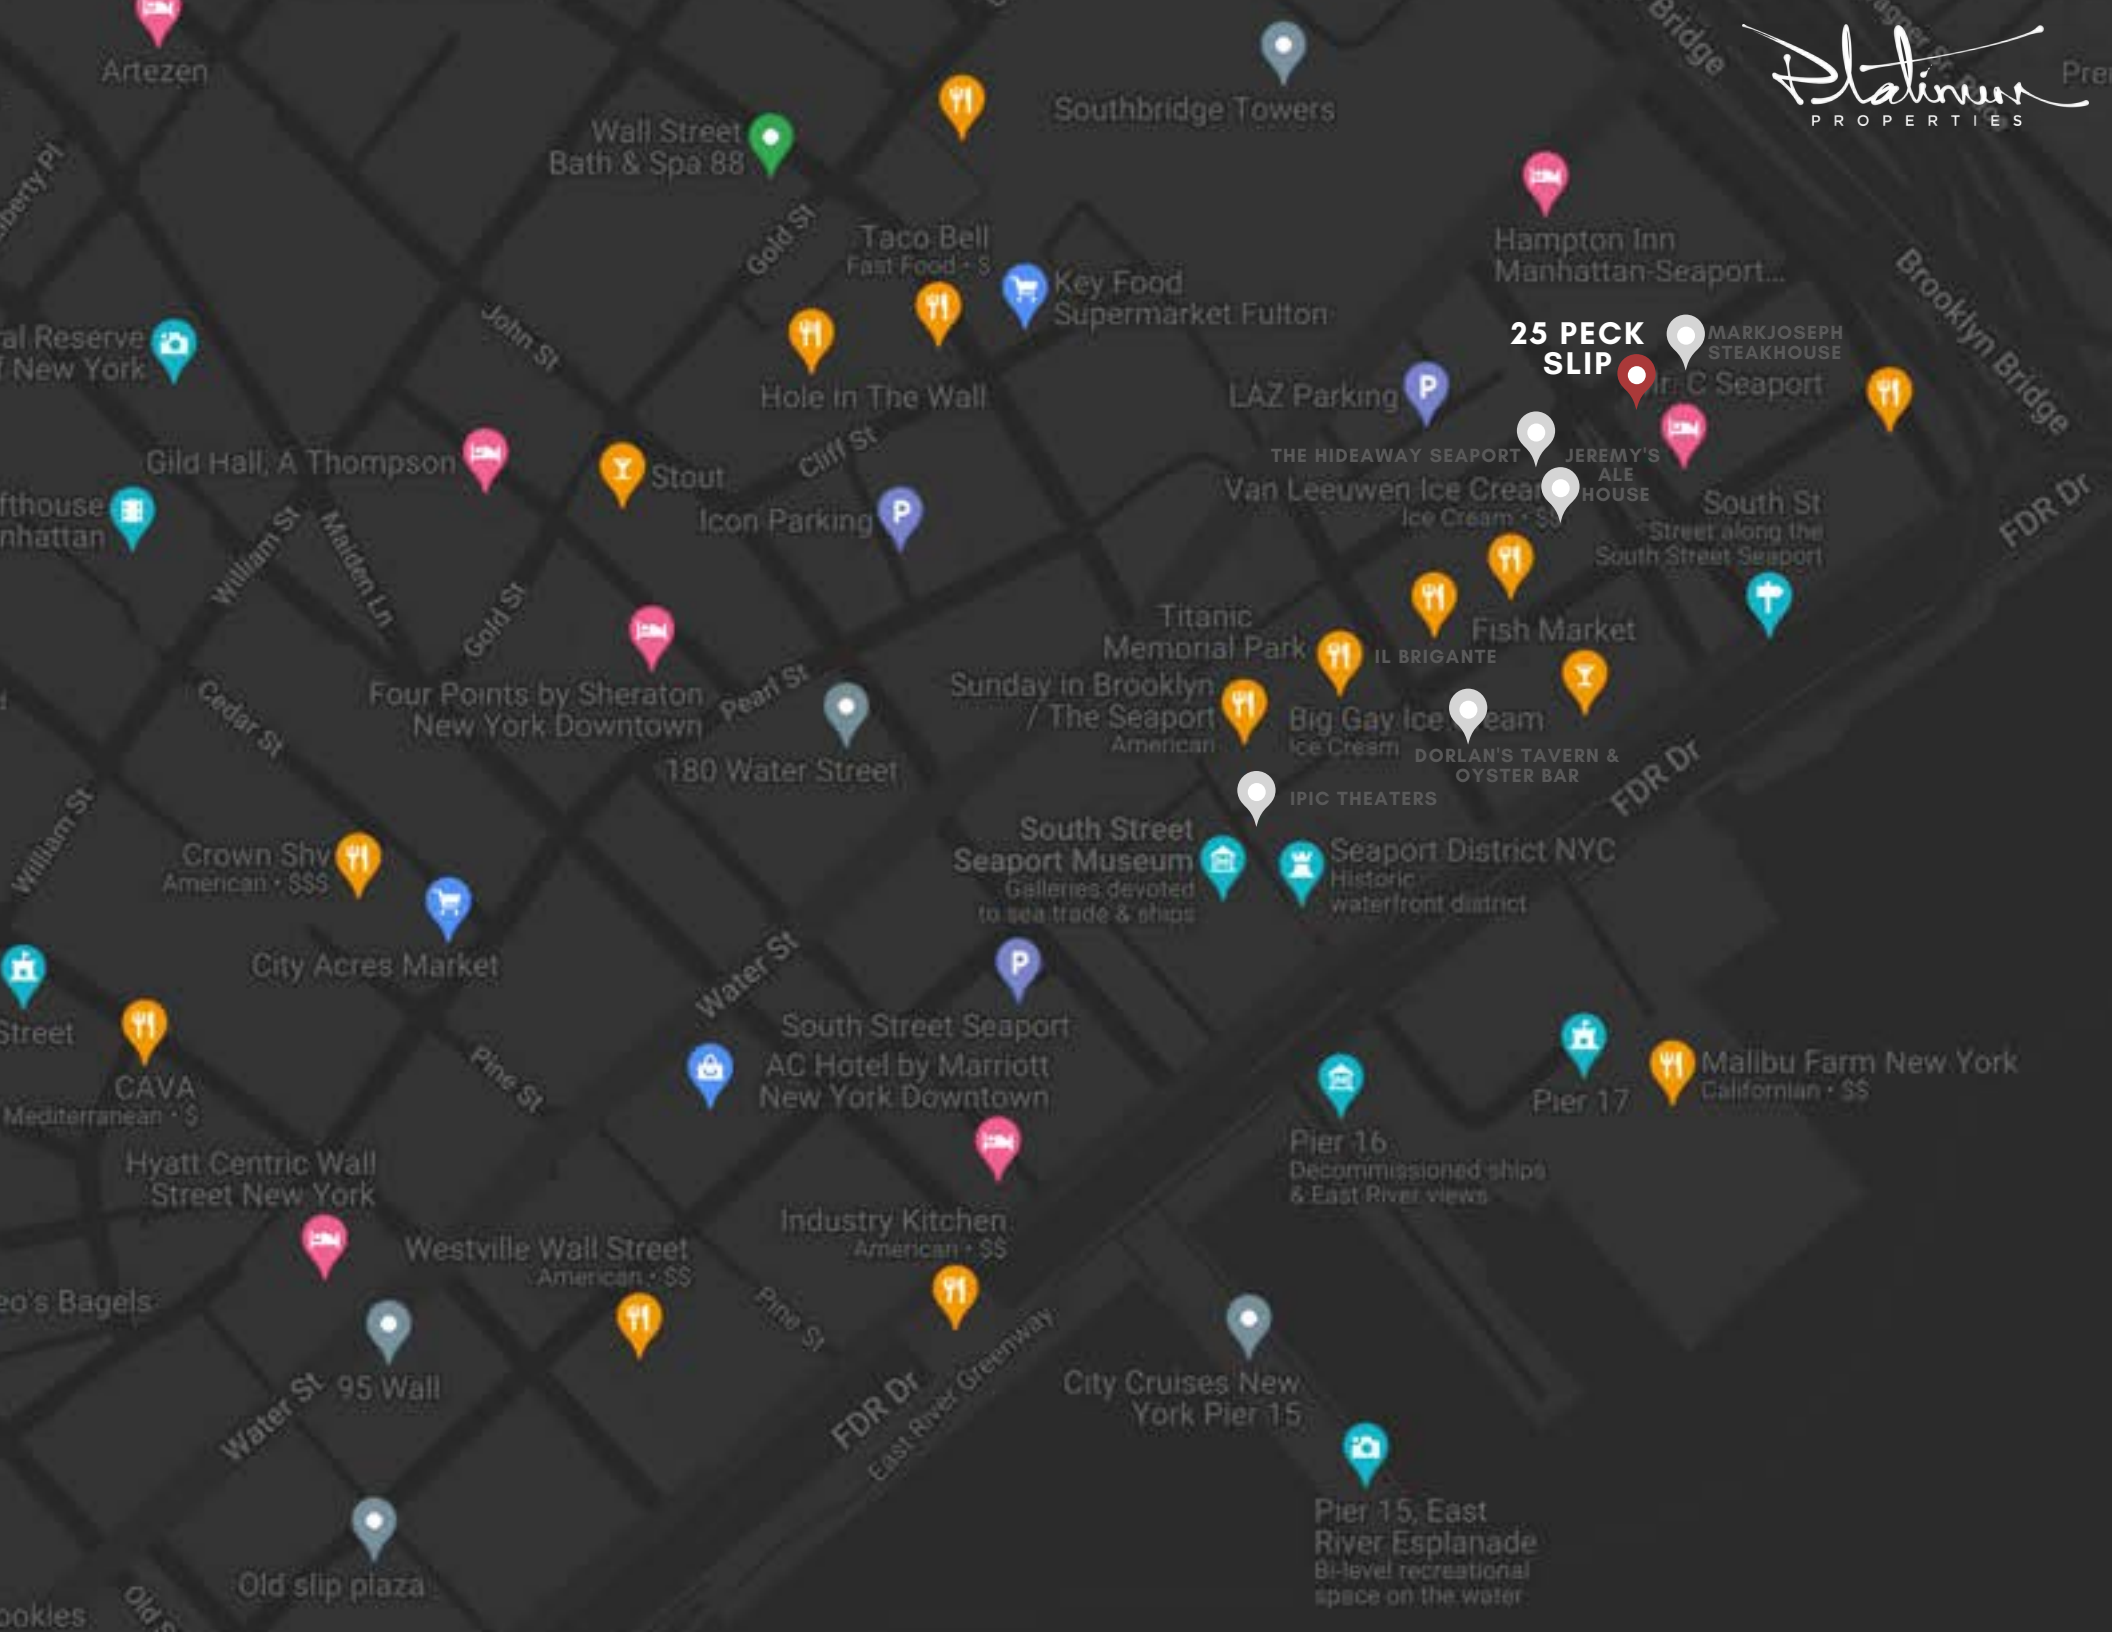 Bridge
Platinum
PROPERTIES
Artezen
Southbridge Towers
Wall Street
Bath & Spa 88
Gold St
Taco Bell
Fast Food • $
Key Food
Supermarket Fulton
Hampton Inn
Manhattan-Seaport...
Brooklyn Bridge
John St
al Reserve
New York
Hole in The Wall
25 PECK
SLIP
MARKJOSEPH
STEAKHOUSE
C Seaport
LAZ Parking
Cliff St
Gild Hall, A Thompson
Stout
THE HIDEAWAY SEAPORT
JEREMY'S
ALE
HOUSE
Van Leeuwen Ice Crea
Ice Cream • $
South St
Street along the
South Street Seaport
FDR Dr
fthouse
nhattan
Icon Parking
William St
Maiden Ln
Gold St
Titanic
Memorial Park
IL BRIGANTE
Fish Market
Four Points by Sheraton
New York Downtown
Pearl St
Cedar St
Sunday in Brooklyn
/ The Seaport
American
Big Gay Ice eam
Ice Cream
DORLAN'S TAVERN &
OYSTER BAR
FDR Dr
180 Water Street
IPIC THEATERS
William St
South Street
Seaport Museum
Galleries devoted
to sea trade & ships
Seaport District NYC
Historic
waterfront district
Crown Shy
American • $$$
City Acres Market
Water St
Street
South Street Seaport
AC Hotel by Marriott
New York Downtown
Pine St
CAVA
Mediterranean • $
Malibu Farm New York
Californian • $$
Pier 17
Pier 16
Decommissioned ships
& East River views
Hyatt Centric Wall
Street New York
Industry Kitchen
American • $$
Westville Wall Street
American • $$
eo's Bagels
Pine St
95 Wall
Water St
FDR Dr
East River Greenway
City Cruises New
York Pier 15
Pier 15, East
River Esplanade
Bi-level recreational
space on the water
Old slip plaza
Old S
ookies